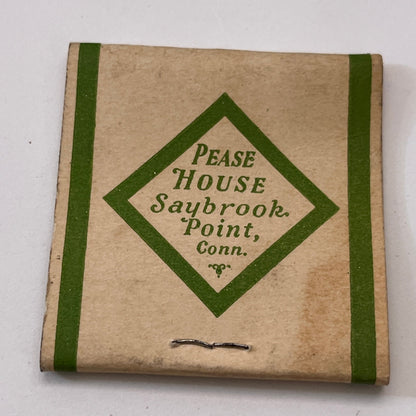 PEASE
HOUSE
Saybrook
Point,
Conn.